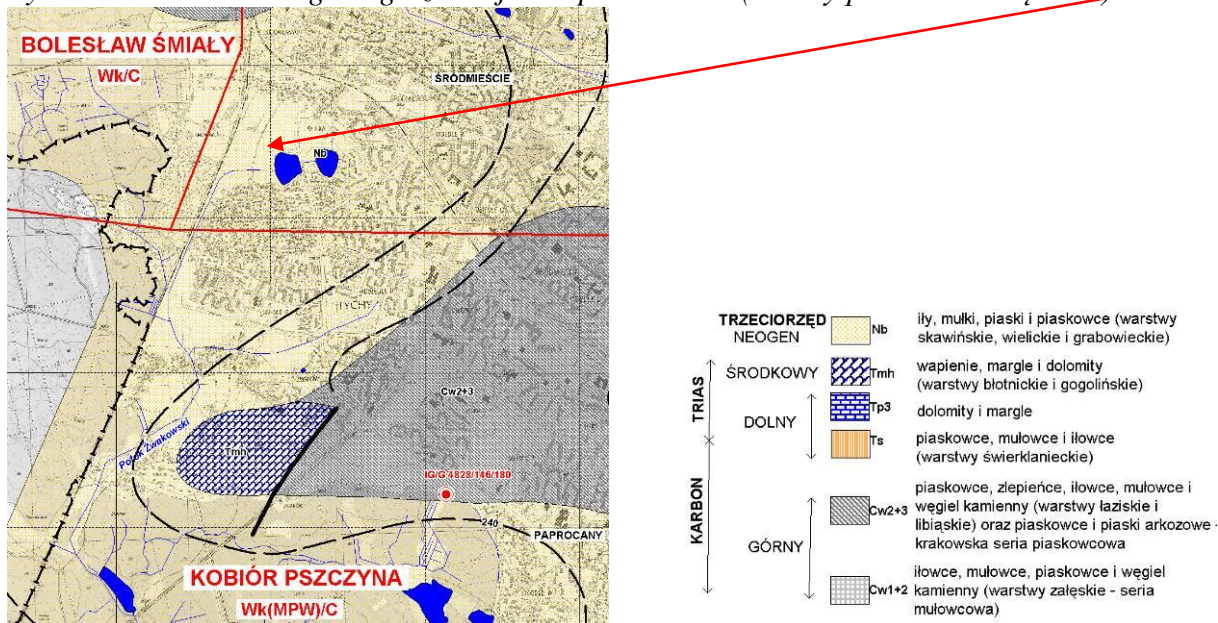 BOLESŁAW ŚMIAŁY
Wk/C
ŚRÓDMIEŚCIE
Nb
TYCHY
Cw2+3
Potok Żwakowski
Tmh
IG/G 4828/146/180
240
PAPROCANY
KOBIÓR PSZCZYNA
Wk(MPW)/C
TRZECIORZĘD
NEOGEN
Nb
iły, mułki, piaski i piaskowce (warstwy
skawińskie, wielickie i grabowieckie)
TRIAS
ŚRODKOWY
Tmh
wapienie, margle i dolomity
(warstwy błotnickie i gogolińskie)
DOLNY
Tp3
dolomity i margle
Ts
piaskowce, mułowce i iłowce
(warstwy świerklanieckie)
KARBON
GÓRNY
Cw2+3
piaskowce, zlepieńce, iłowce, mułowce i
węgiel kamienny (warstwy łaziskie i
libiąskie) oraz piaskowce i piaski arkozowe -
krakowska seria piaskowcowa
Cw1+2
iłowce, mułowce, piaskowce i węgiel
kamienny (warstwy załęskie - seria
mułowcowa)